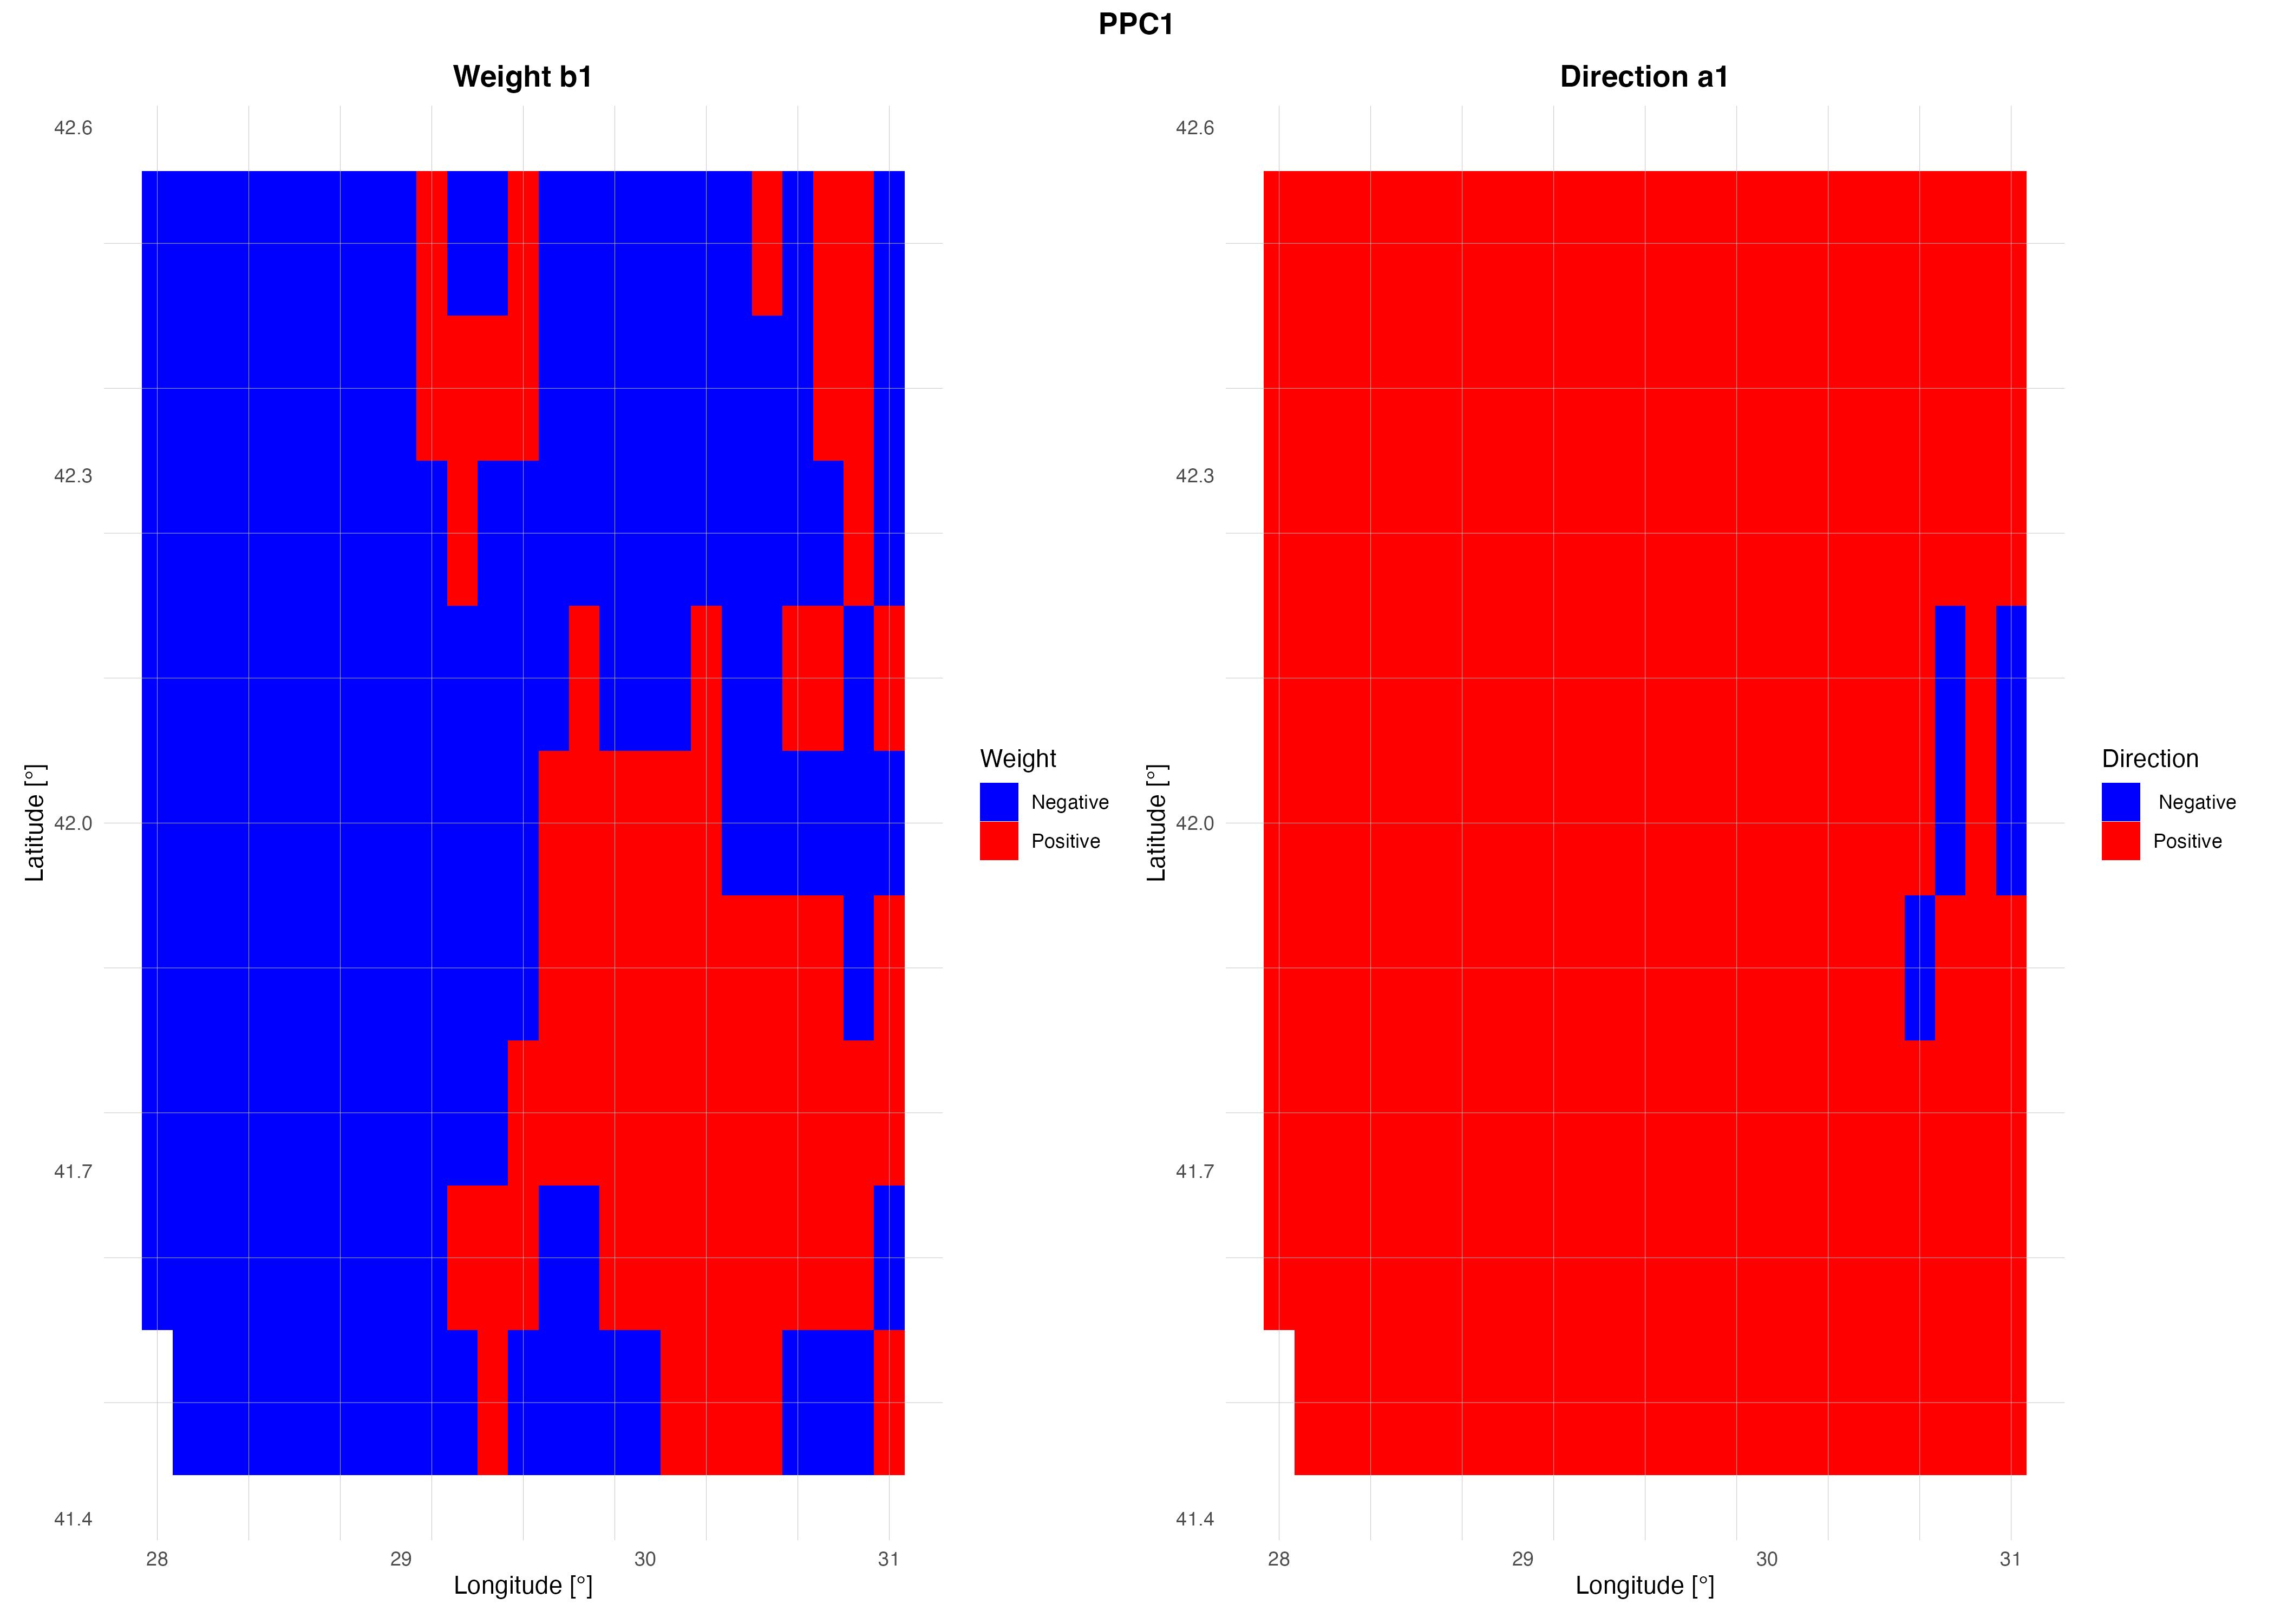 PPC1
Weight b1
42.6
42.3
42.0
41.7
41.4
28 29 30 31
Longitude [°]
Latitude [°]
Weight
Negative
Positive
Direction a1
42.6
42.3
42.0
41.7
41.4
28 29 30 31
Longitude [°]
Latitude [°]
Direction
Negative
Positive